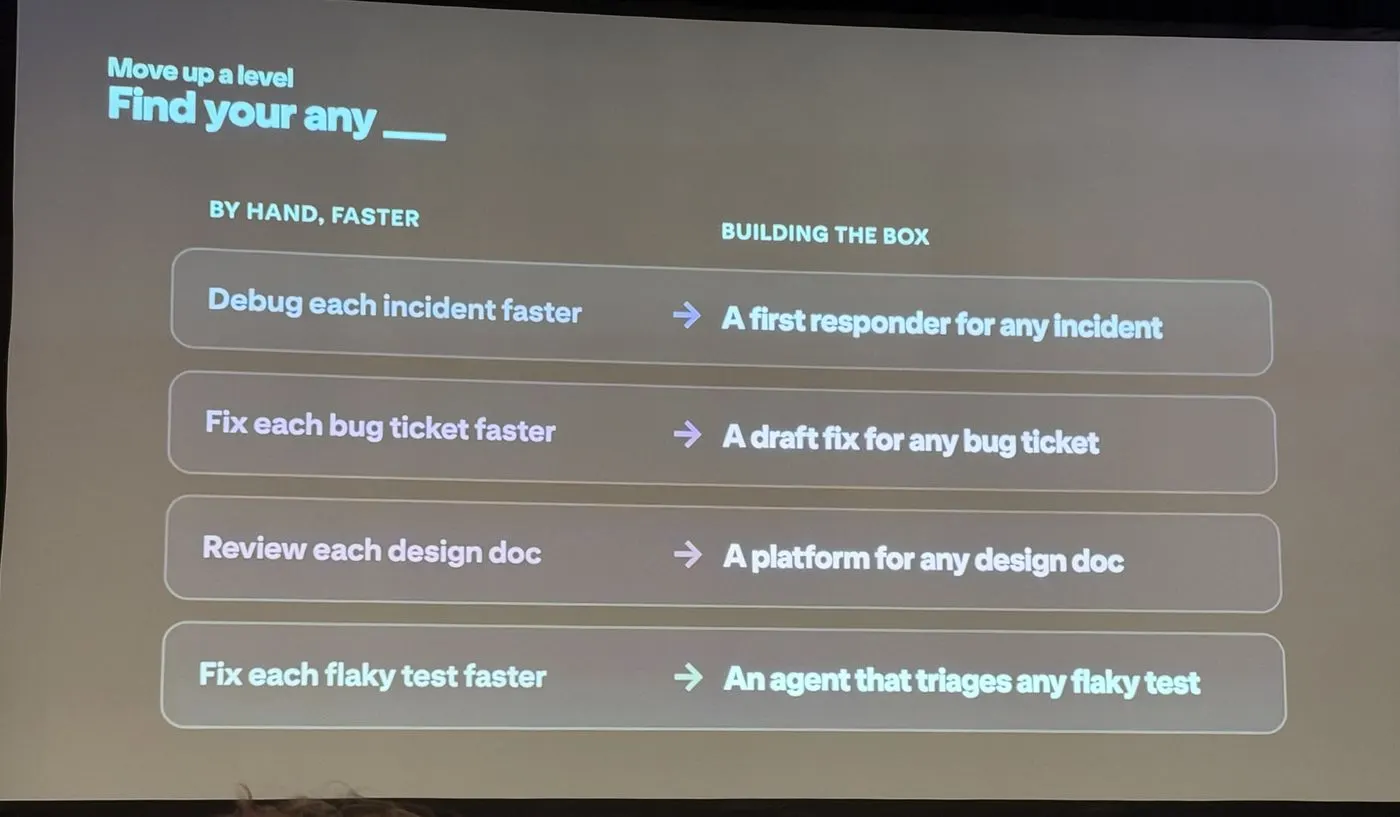 Move up a level
Find your any ___
BY HAND, FASTER
BUILDING THE BOX
Debug each incident faster → A first responder for any incident
Fix each bug ticket faster → A draft fix for any bug ticket
Review each design doc → A platform for any design doc
Fix each flaky test faster → An agent that triages any flaky test